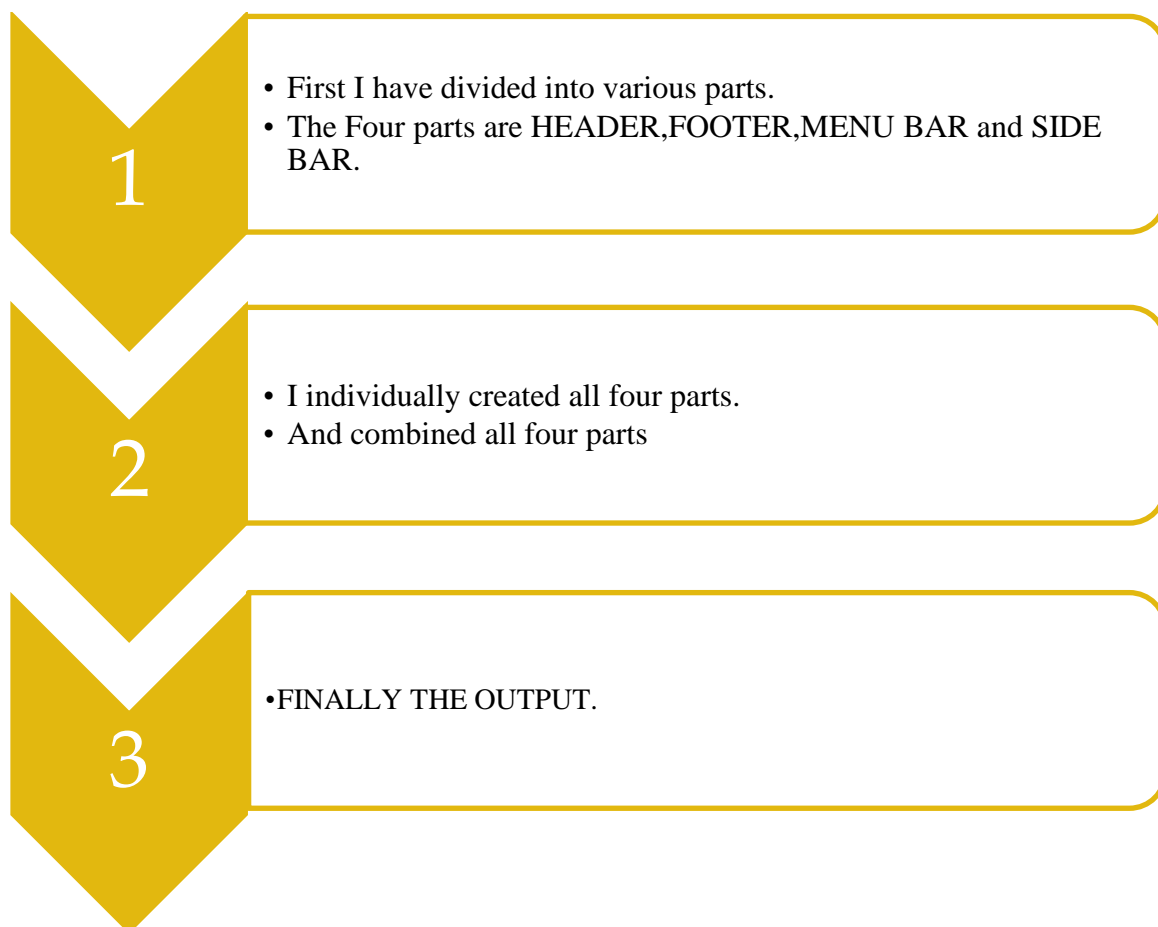 1
• First I have divided into various parts.
• The Four parts are HEADER,FOOTER,MENU BAR and SIDE
BAR.
2
• I individually created all four parts.
• And combined all four parts
3
•FINALLY THE OUTPUT.